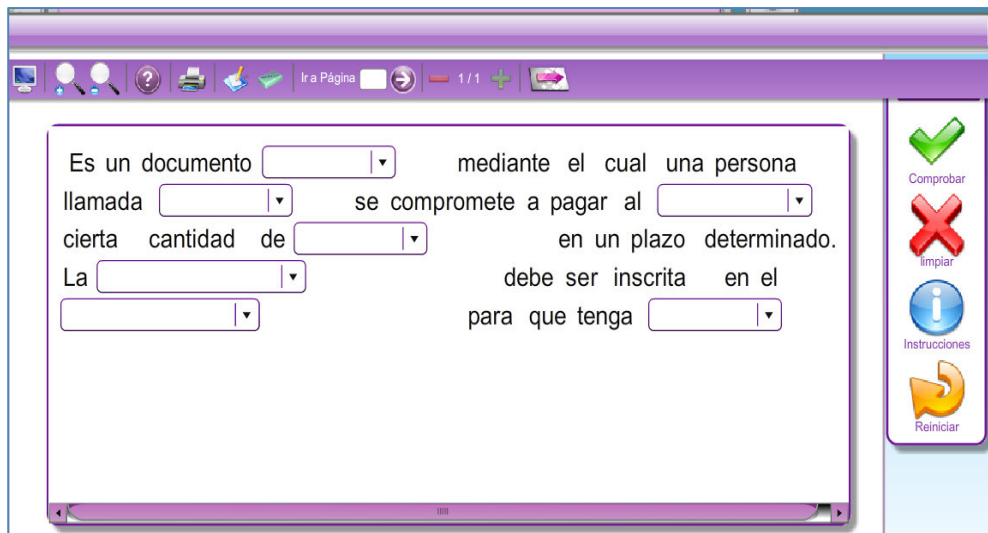 Ir a Página 1 / 1
Es un documento mediante el cual una persona
llamada se compromete a pagar al
cierta cantidad de en un plazo determinado.
La debe ser inscrita en el
para que tenga
Comprobar
limpiar
Instrucciones
Reiniciar